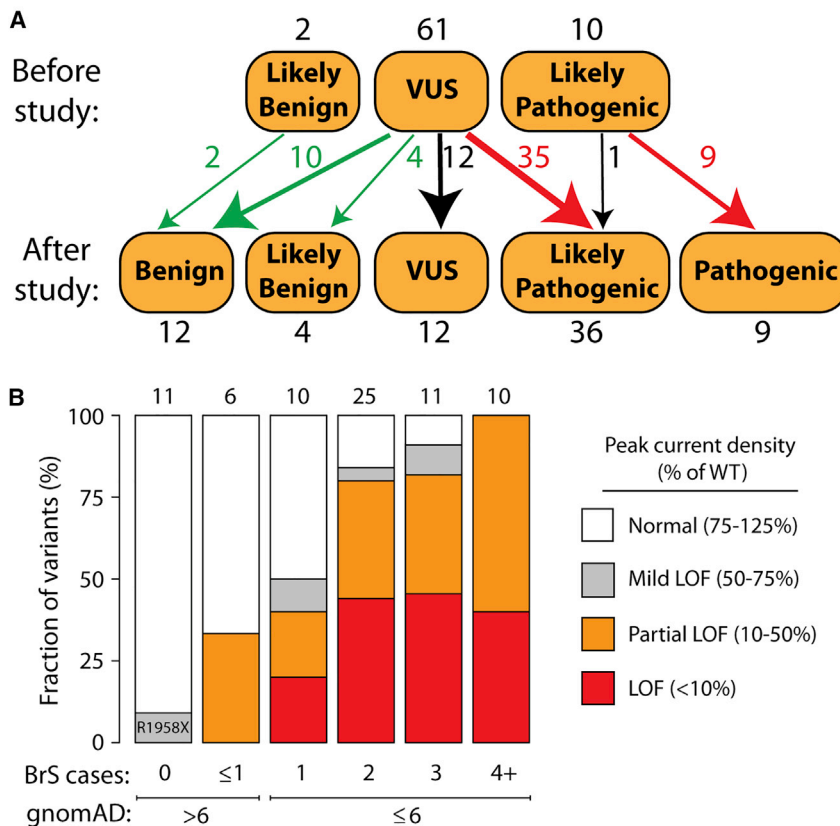 A
2 61 10
Before study:
Likely Benign
VUS
Likely Pathogenic
2 10 4 12 35 1 9
After study:
Benign
Likely Benign
VUS
Likely Pathogenic
Pathogenic
12 4 12 36 9
B
11 6 10 25 11 10
Fraction of variants (%)
100
75
50
25
0
R1958X
BrS cases: 0 ≤1 1 2 3 4+
gnomAD: >6 ≤6
Peak current density
(% of WT)
Normal (75-125%)
Mild LOF (50-75%)
Partial LOF (10-50%)
LOF (<10%)